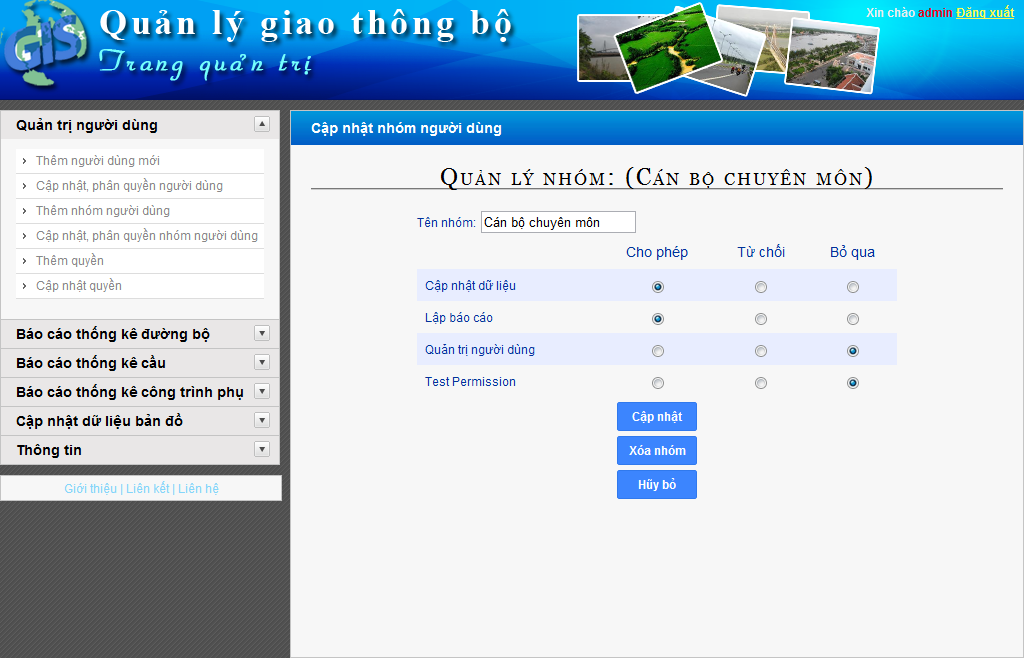 GIS
Quản lý giao thông bộ
Trang quản trị
Xin chào admin Đăng xuất
Quản trị người dùng
Thêm người dùng mới
Cập nhật, phân quyền người dùng
Thêm nhóm người dùng
Cập nhật, phân quyền nhóm người dùng
Thêm quyền
Cập nhật quyền
Báo cáo thống kê đường bộ
Báo cáo thống kê cầu
Báo cáo thống kê công trình phụ
Cập nhật dữ liệu bản đồ
Thông tin
Giới thiệu | Liên kết | Liên hệ
Cập nhật nhóm người dùng
Quản lý nhóm: (Cán bộ chuyên môn)
Tên nhóm: Cán bộ chuyên môn
Cho phép Từ chối Bỏ qua
Cập nhật dữ liệu
Lập báo cáo
Quản trị người dùng
Test Permission
Cập nhật
Xóa nhóm
Hũy bỏ